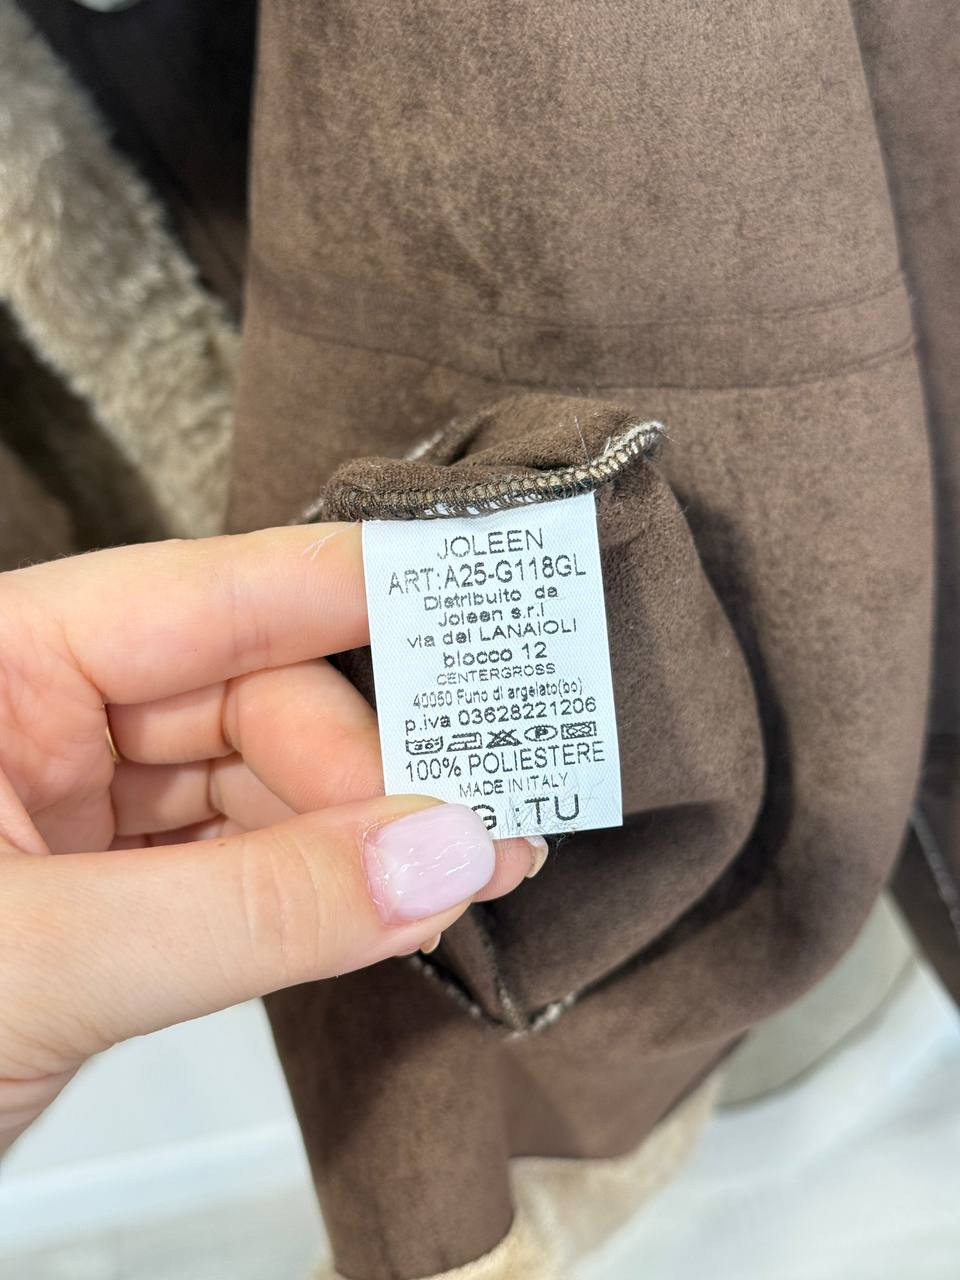 JOLEEN
ART:A25-G118GL
Distribuito da
Joleen s.r.l
via dei LANAIOLI
blocco 12
CENTERGROSS
40050 Funo di argelato(bo)
p.iva 03628221206
100% POLIESTERE
MADE IN ITALY
G :TU